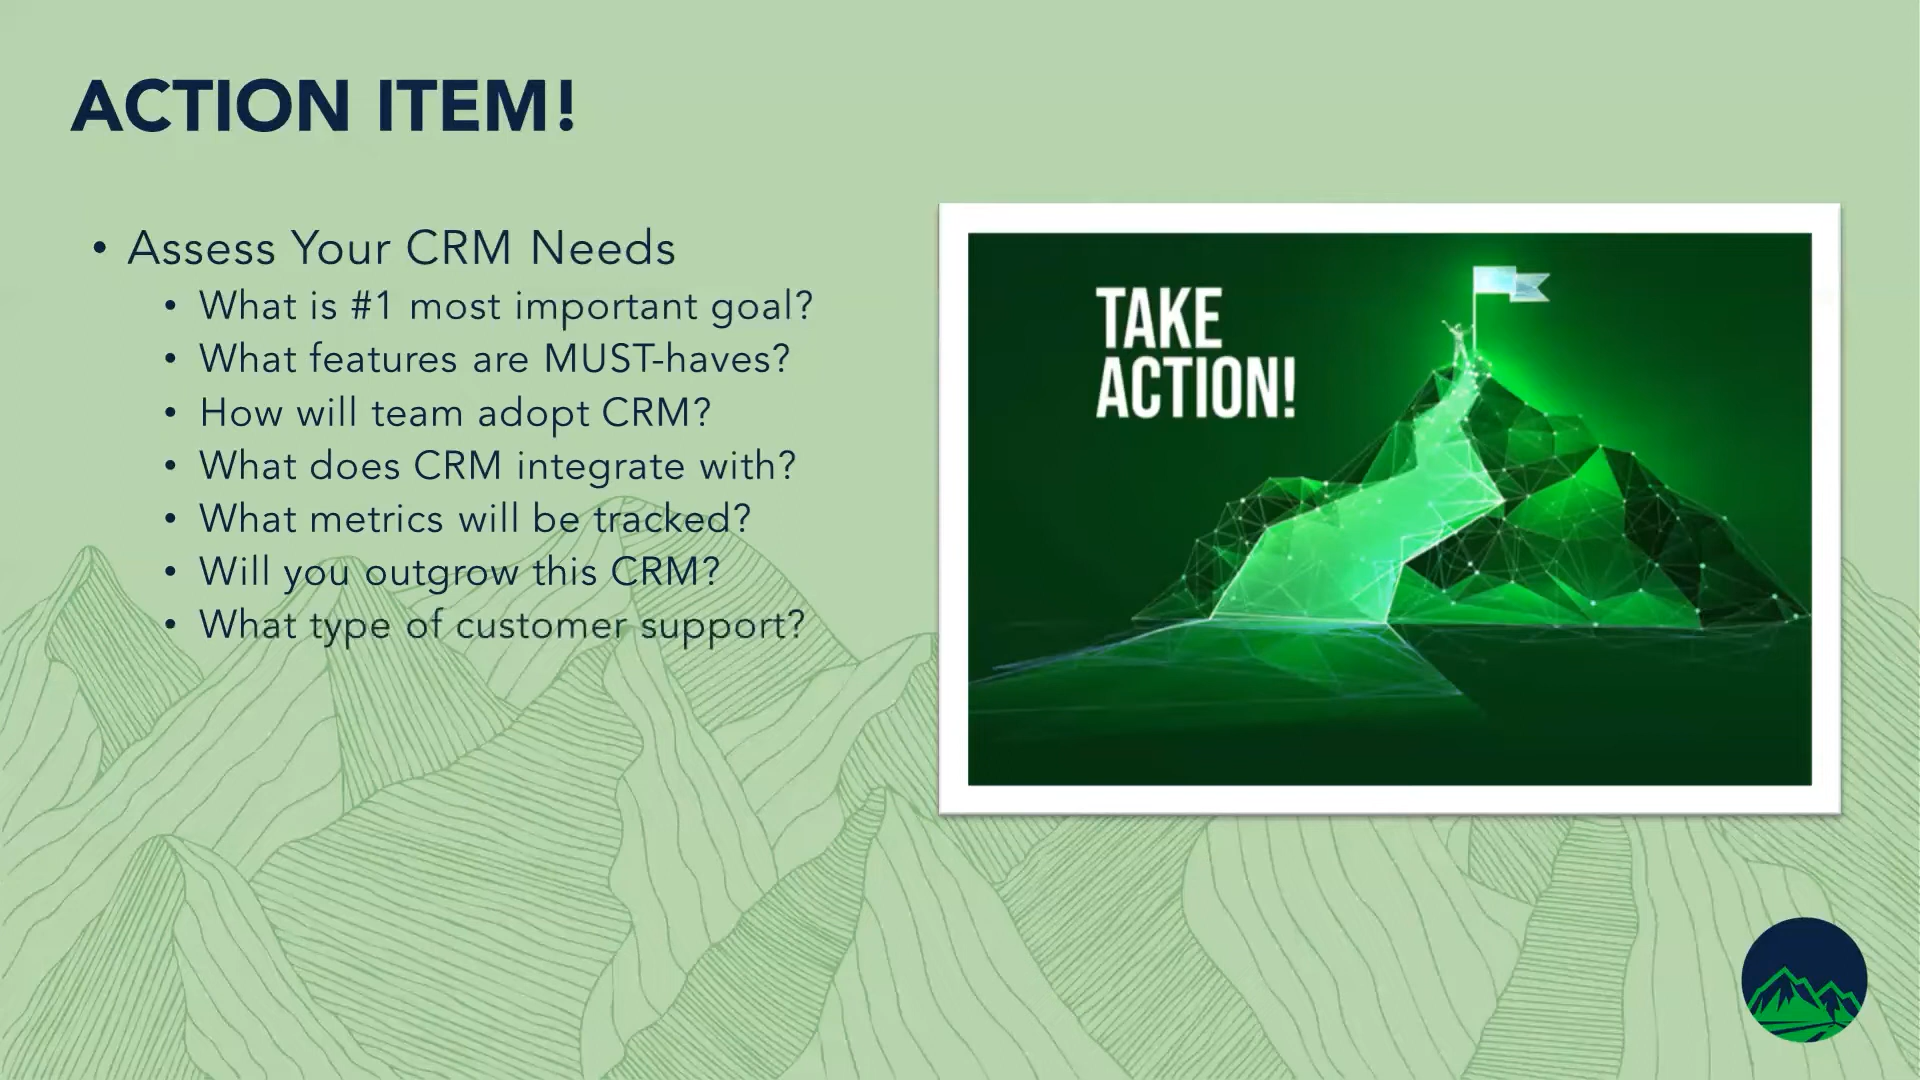 ACTION ITEM!
• Assess Your CRM Needs
• What is #1 most important goal?
• What features are MUST-haves?
• How will team adopt CRM?
• What does CRM integrate with?
• What metrics will be tracked?
• Will you outgrow this CRM?
• What type of customer support?
TAKE
ACTION!